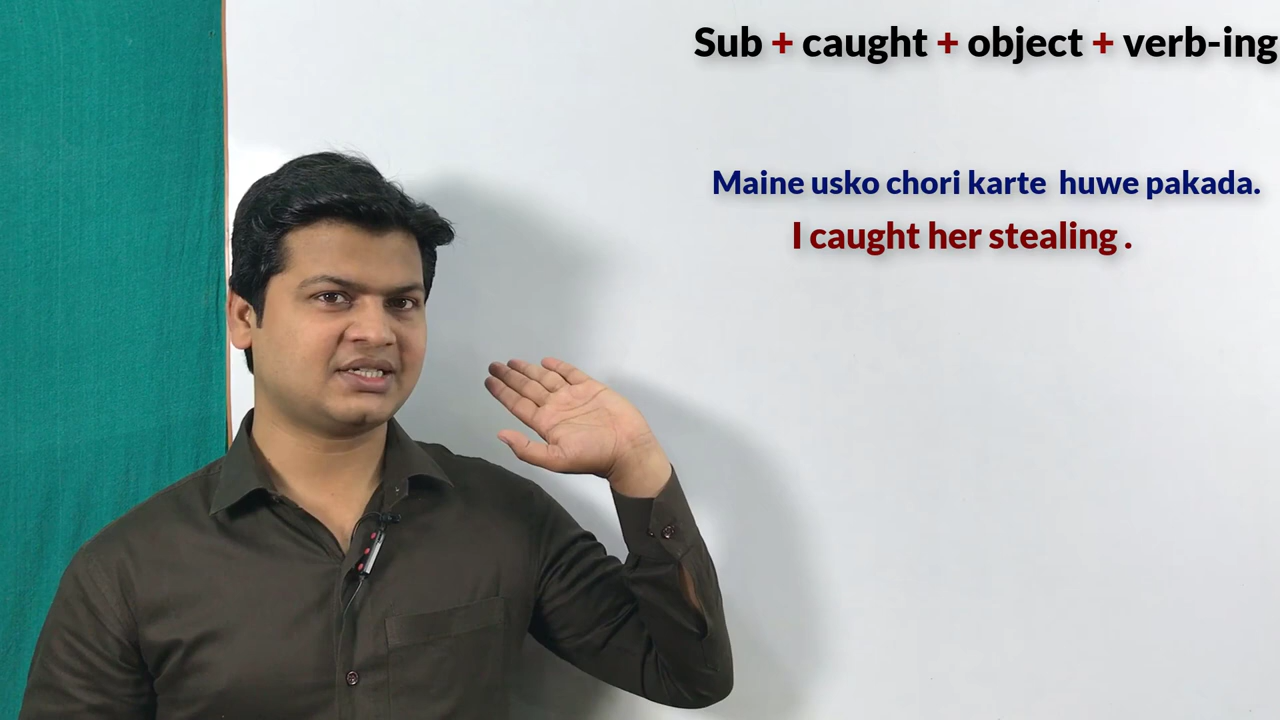 Sub + caught + object + verb-ing
Maine usko chori karte huwe pakada.
I caught her stealing .